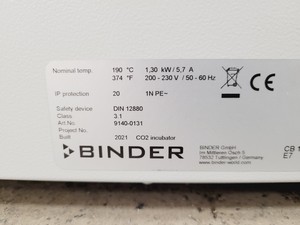 Nominal temp. 190 °C 1,30 kW / 5,7 A
374 °F 200 - 230 V / 50 - 60 Hz
IP protection 20 1N PE~
Safety device DIN 12880
Class 3.1
Art.No. 9140-0131
Project No.
Built 2021 CO2 incubator
CE
BINDER
BINDER GmbH
Im Mittleren Ösch 5
78532 Tuttlingen / Germany
www.binder-world.com
CB 1
E7